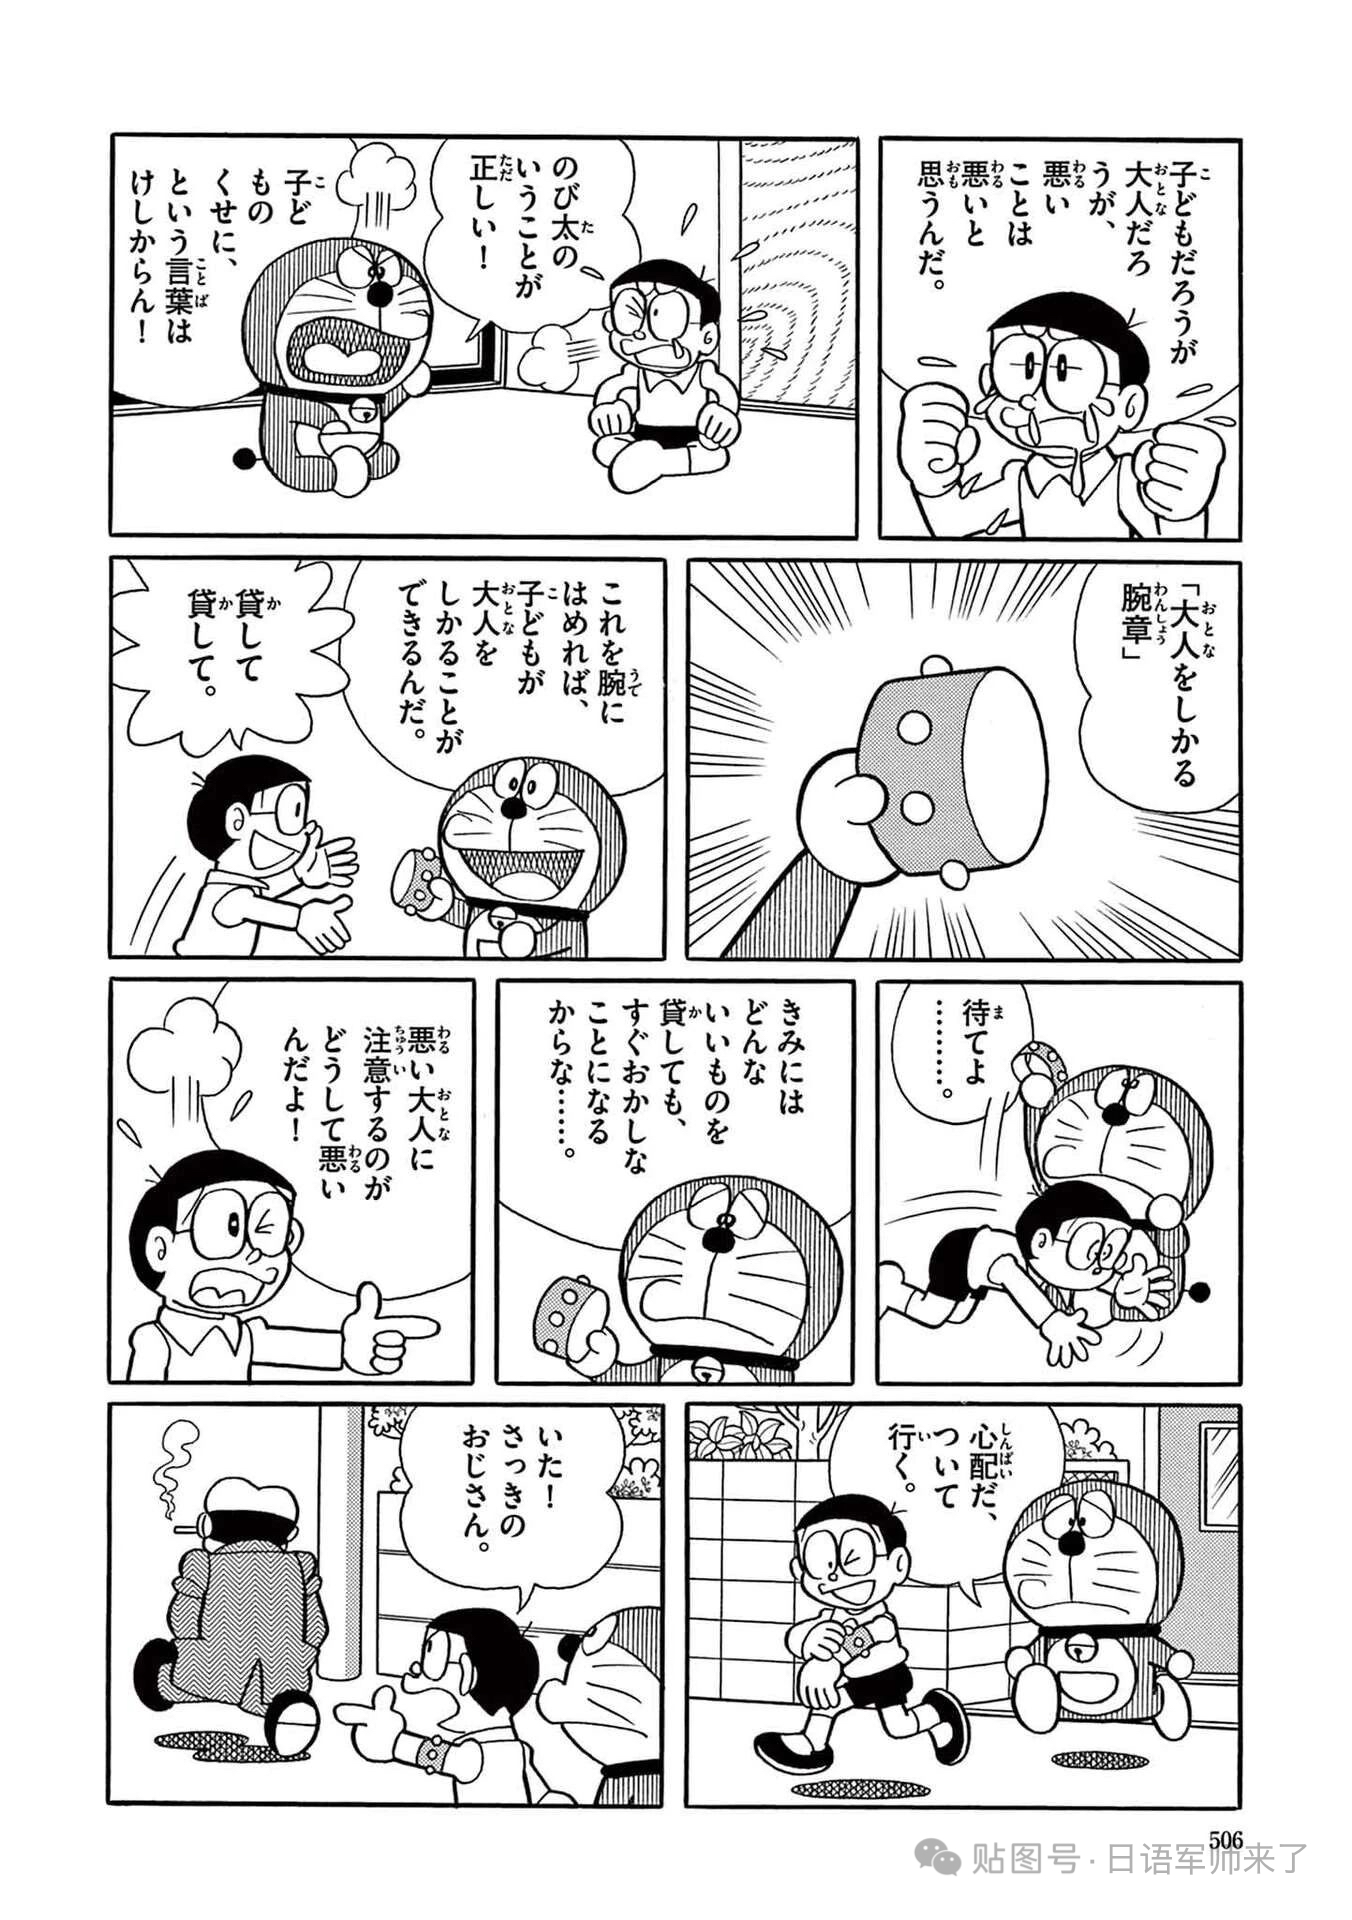 子どもだろうが
大人だろ
うが、
悪い
ことは
悪いと
思うんだ。
のび太の
いうことが
正しい！
子ど
もの
くせに、
という言葉は
けしからん！
「大人をしかる
腕章」
これを腕に
はめれば、
子どもが
大人を
しかることが
できるんだ。
貸して
貸して。
待てよ
………。
きみには
どんな
いいものを
貸しても、
すぐおかしな
ことになる
からな……。
悪い大人に
注意するのが
どうして悪い
んだよ！
心配だ、
ついて
行く。
いた！
さっきの
おじさん。
506
贴图号·日语军师来了